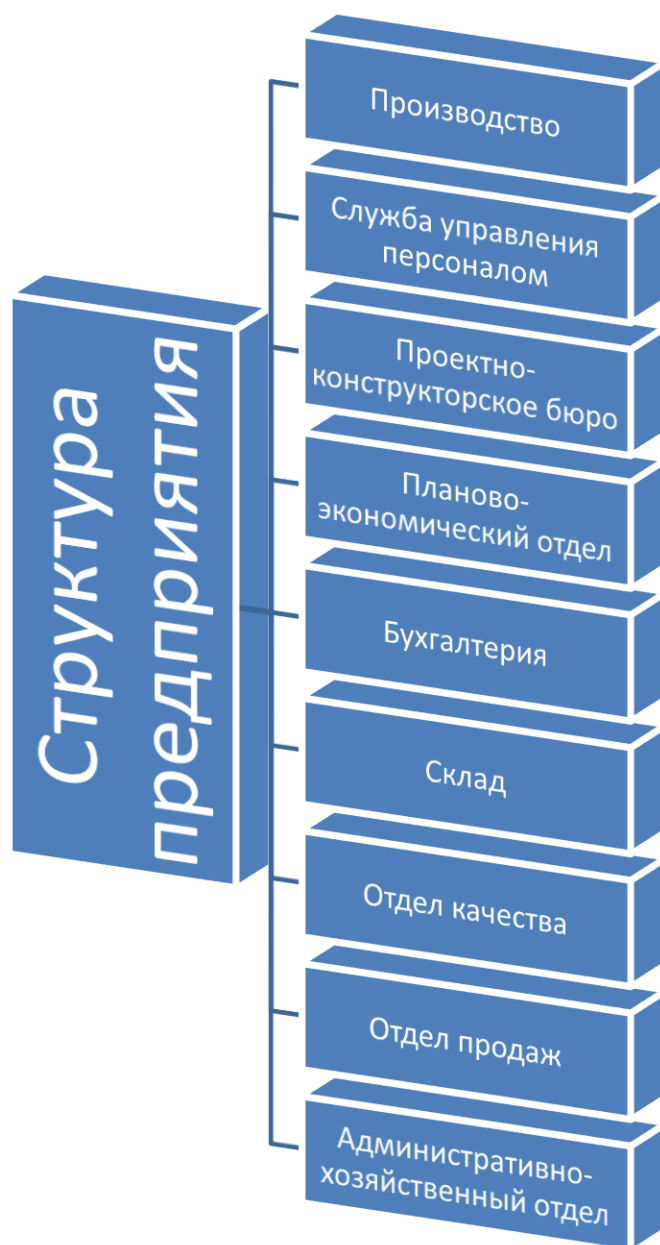 Структура
предприятия
Производство
Служба управления
персоналом
Проектно-
конструкторское бюро
Планово-
экономический отдел
Бухгалтерия
Склад
Отдел качества
Отдел продаж
Административно-
хозяйственный отдел